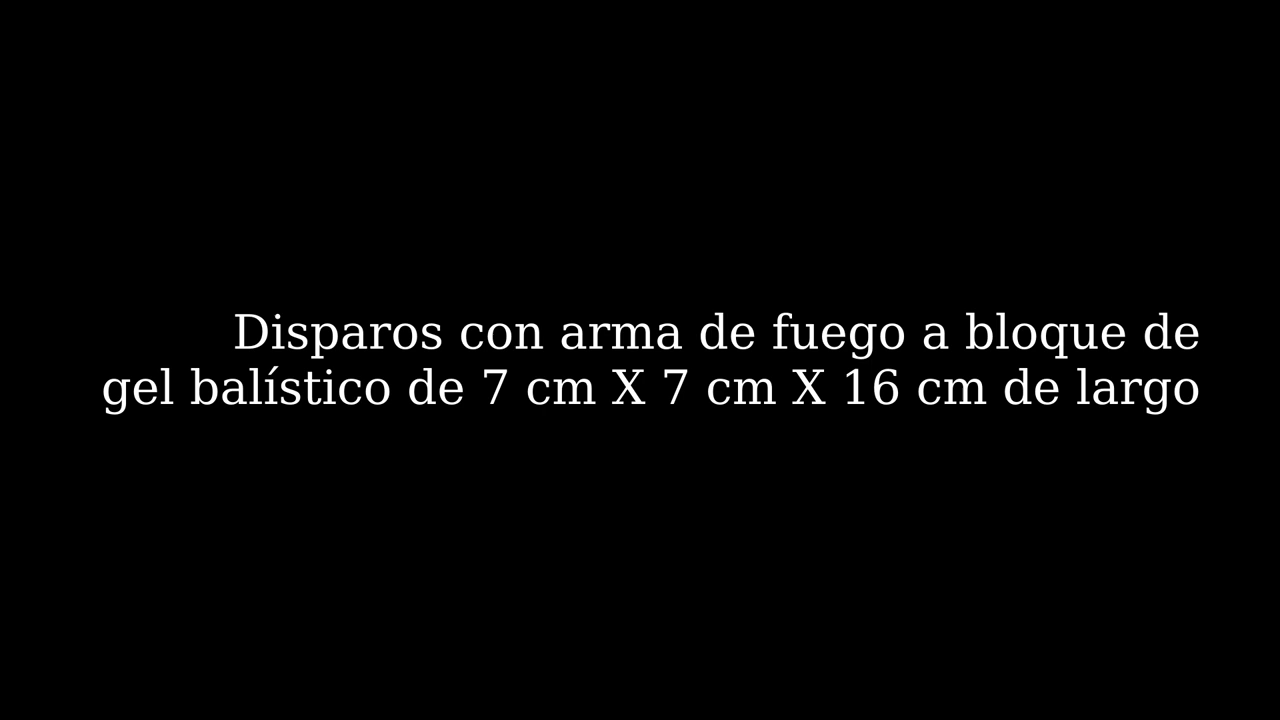 Disparos con arma de fuego a bloque de
gel balístico de 7 cm X 7 cm X 16 cm de largo